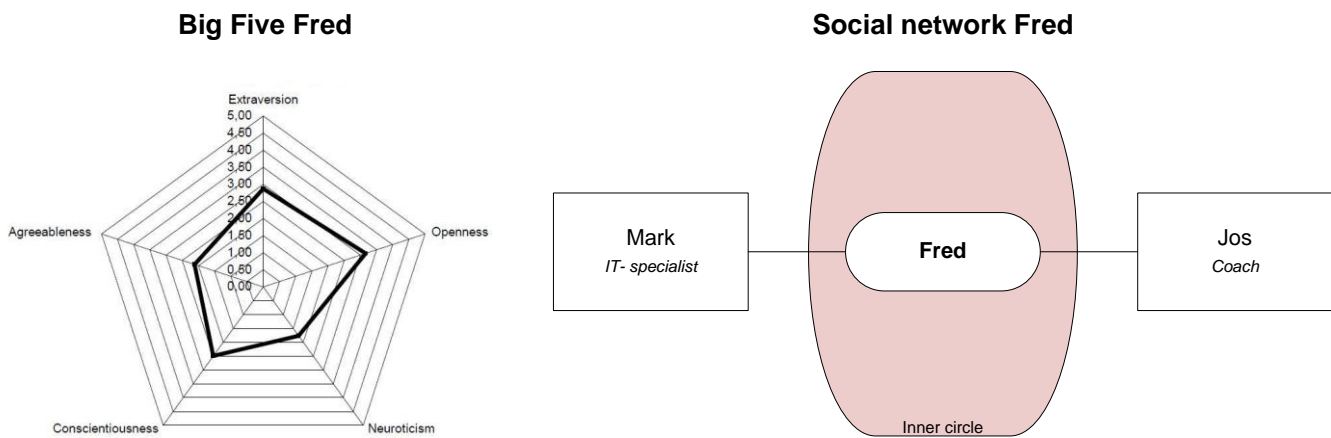 Big Five Fred
Extraversion
5,00
4,50
4,00
3,50
3,00
2,50
2,00
1,50
1,00
0,50
0,00
Agreeableness
Openness
Conscientiousness
Neuroticism
Social network Fred
Mark
IT- specialist
Fred
Jos
Coach
Inner circle